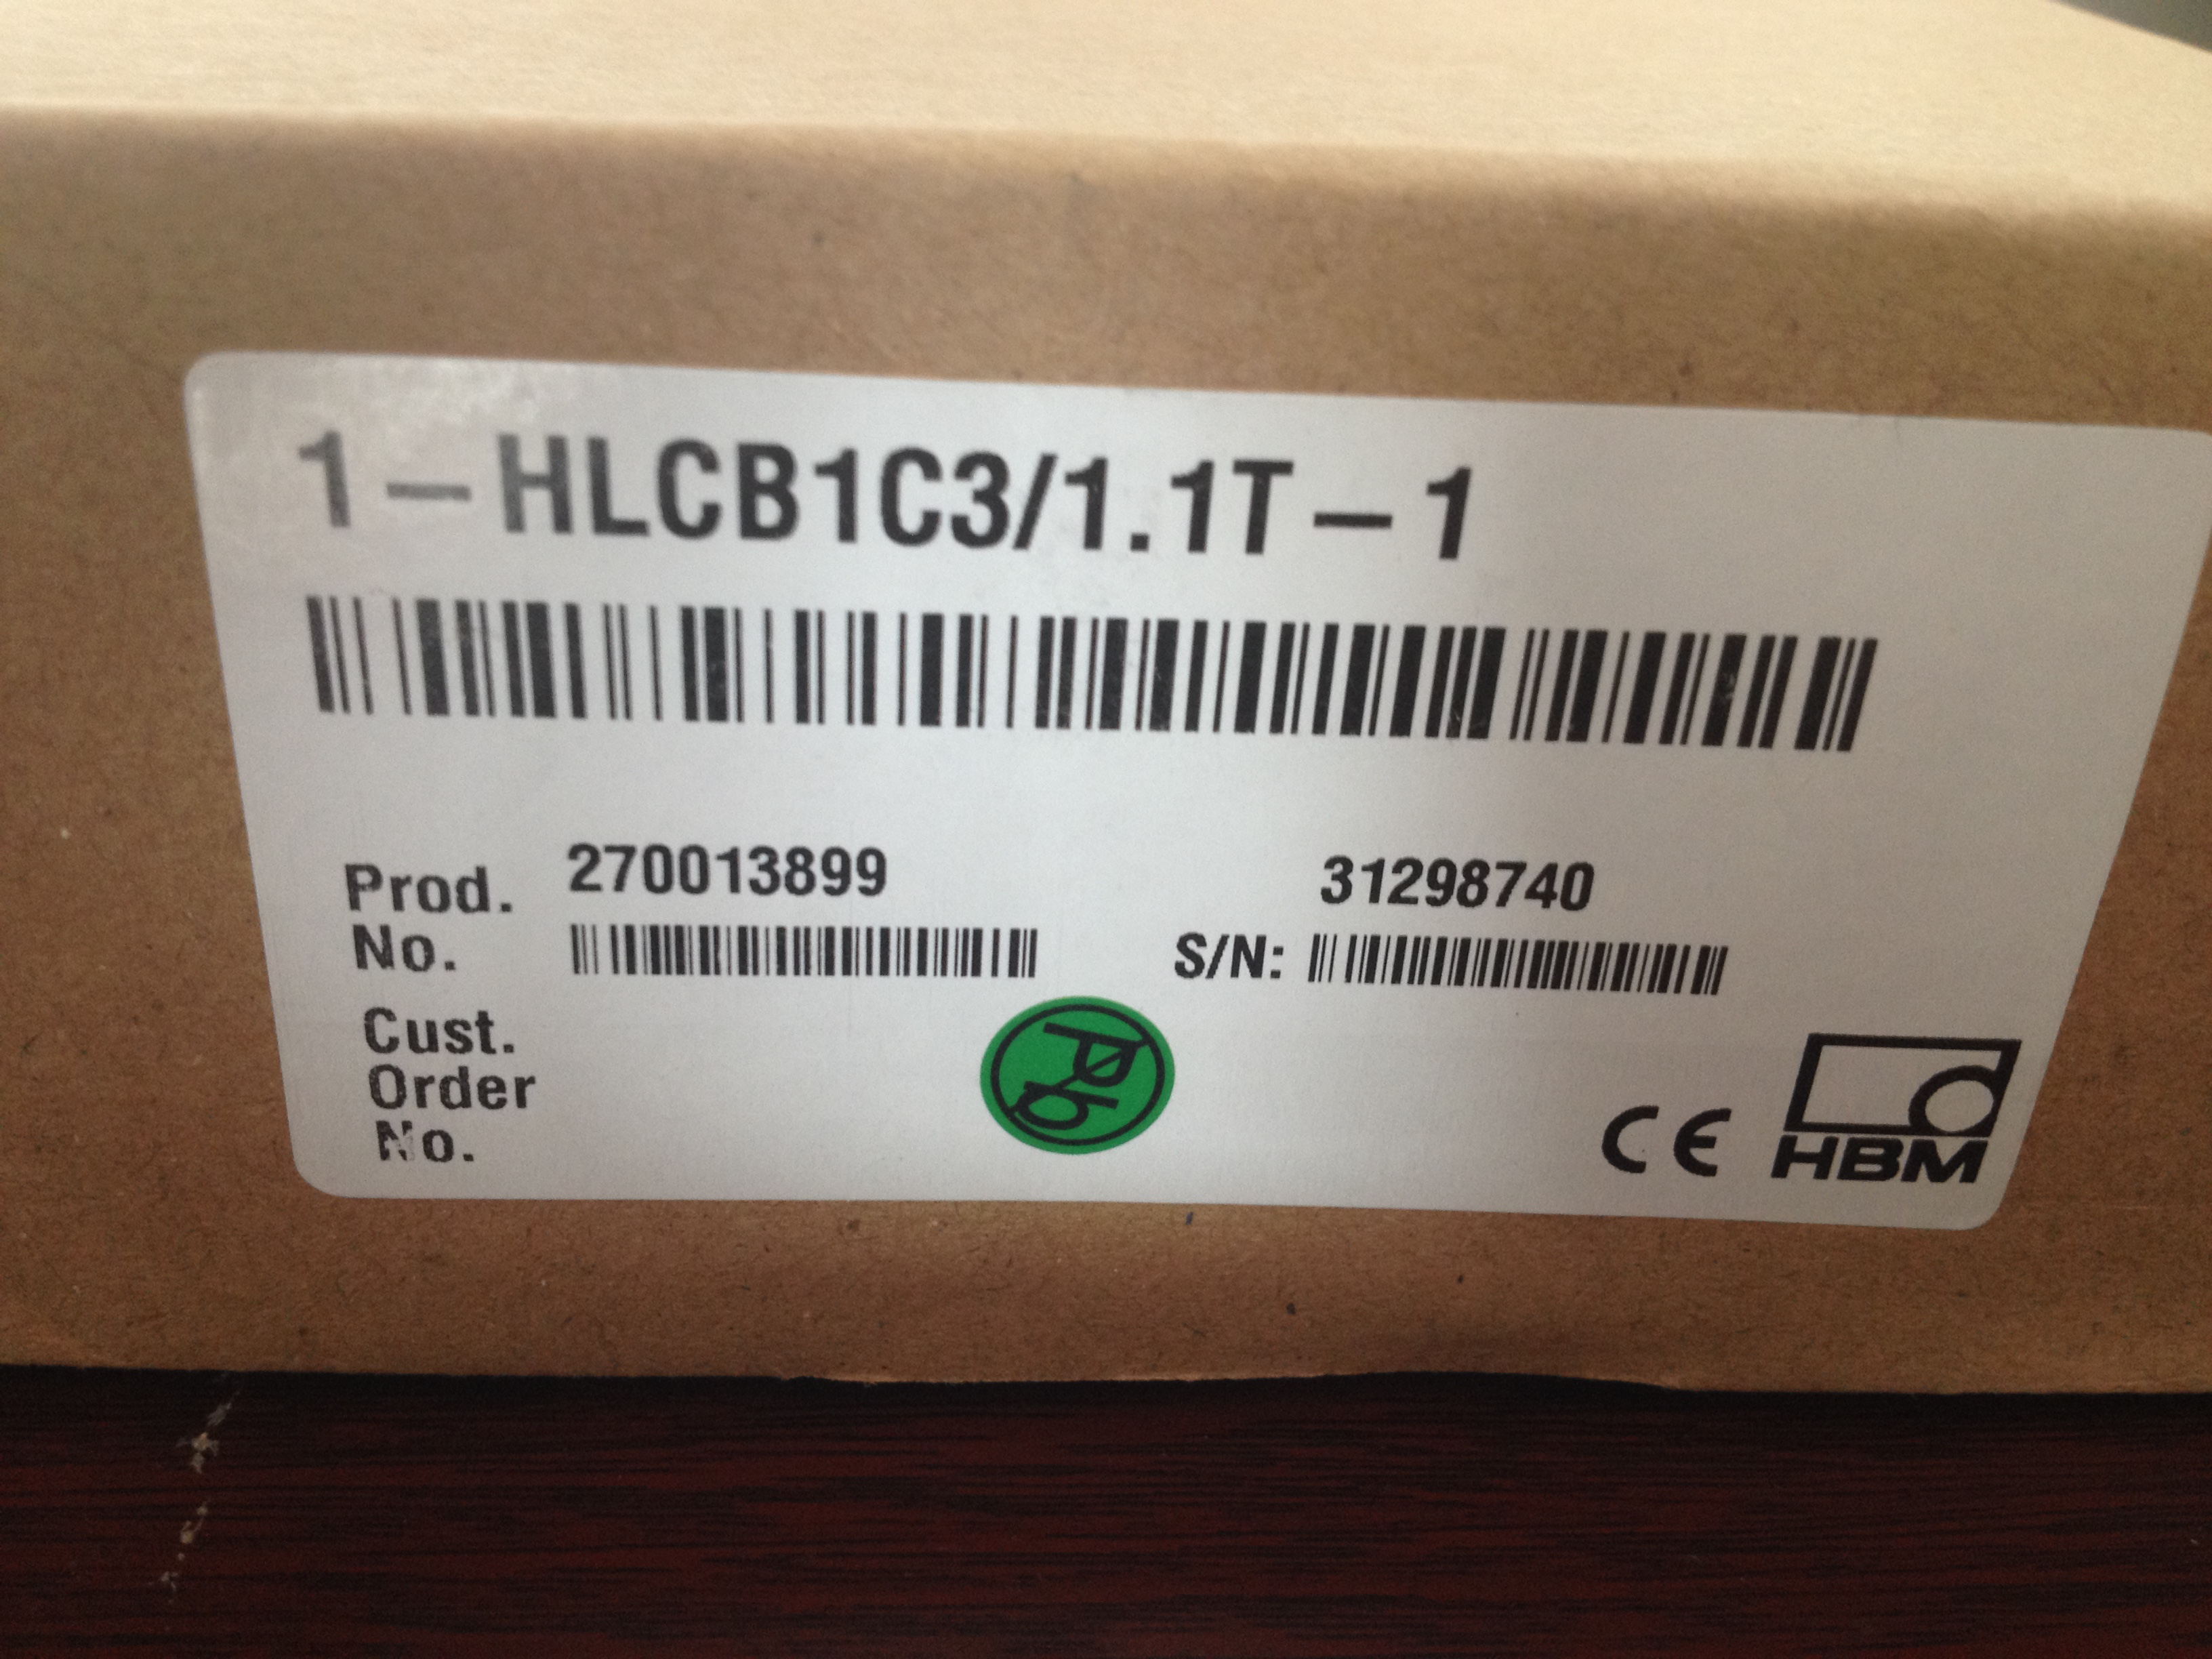 1-HLCB1C3/1.1T-1
270013899
Prod.
No.
31298740
S/N:
Cust.
Order
No.
Pb
CE
HBM